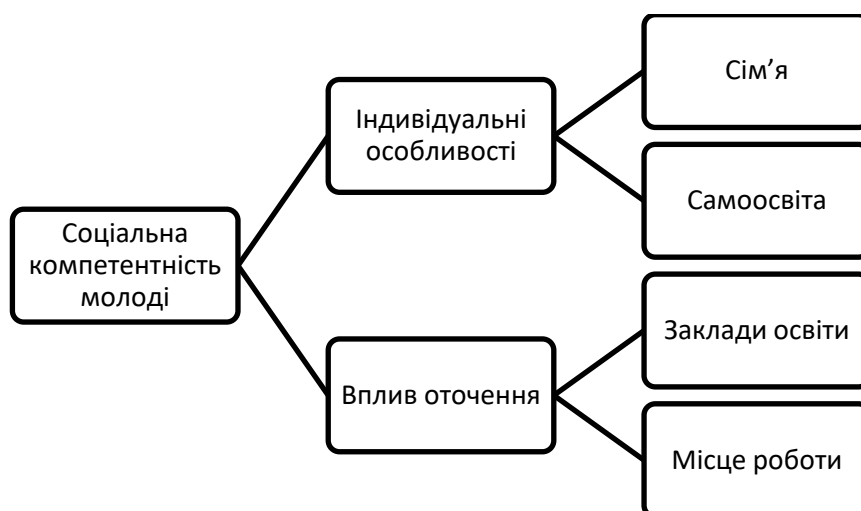 Соціальна
компетентність
молоді
Індивідуальні
особливості
Сім’я
Самоосвіта
Вплив оточення
Заклади освіти
Місце роботи